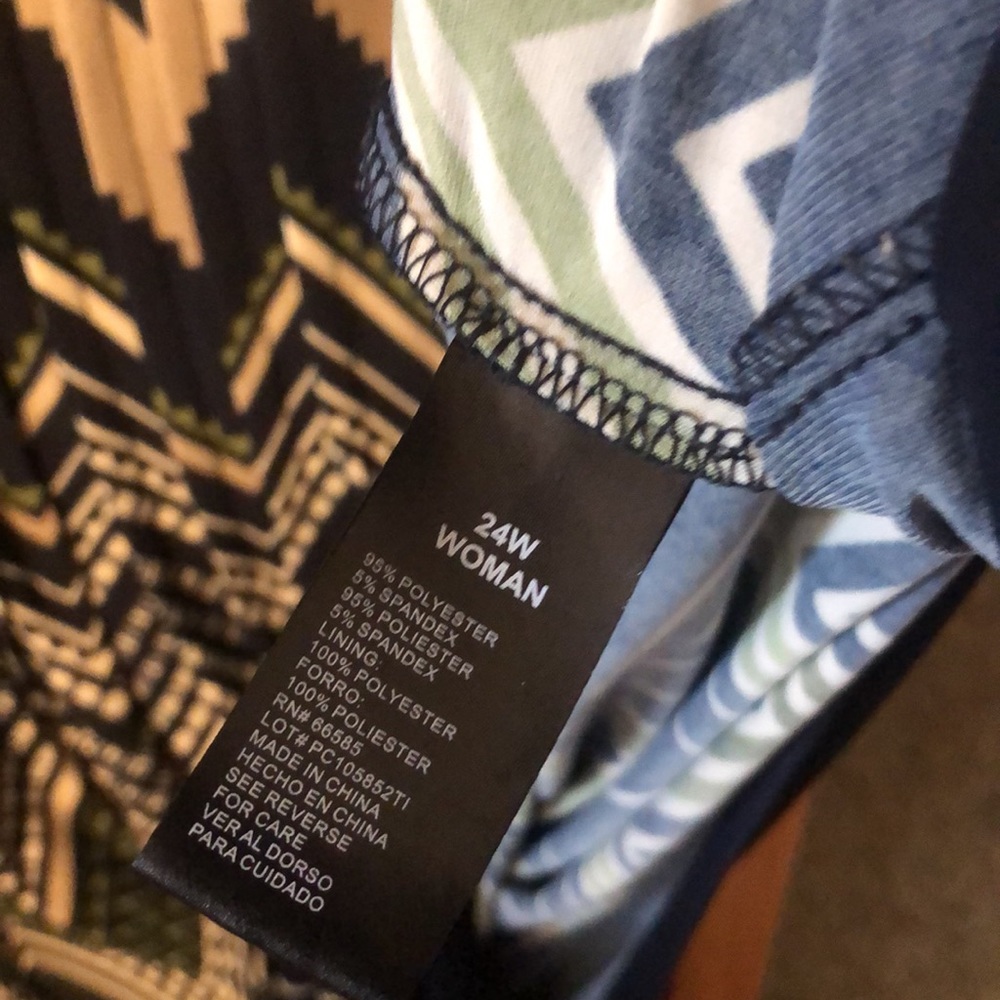 24W
WOMAN
95% POLYESTER
5% SPANDEX
95% POLIESTER
5% SPANDEX
LINING:
100% POLYESTER
FORRO:
100% POLIESTER
RN# 66585
LOT# PC105852TI
MADE IN CHINA
HECHO EN CHINA
SEE REVERSE
FOR CARE
VER AL DORSO
PARA CUIDADO